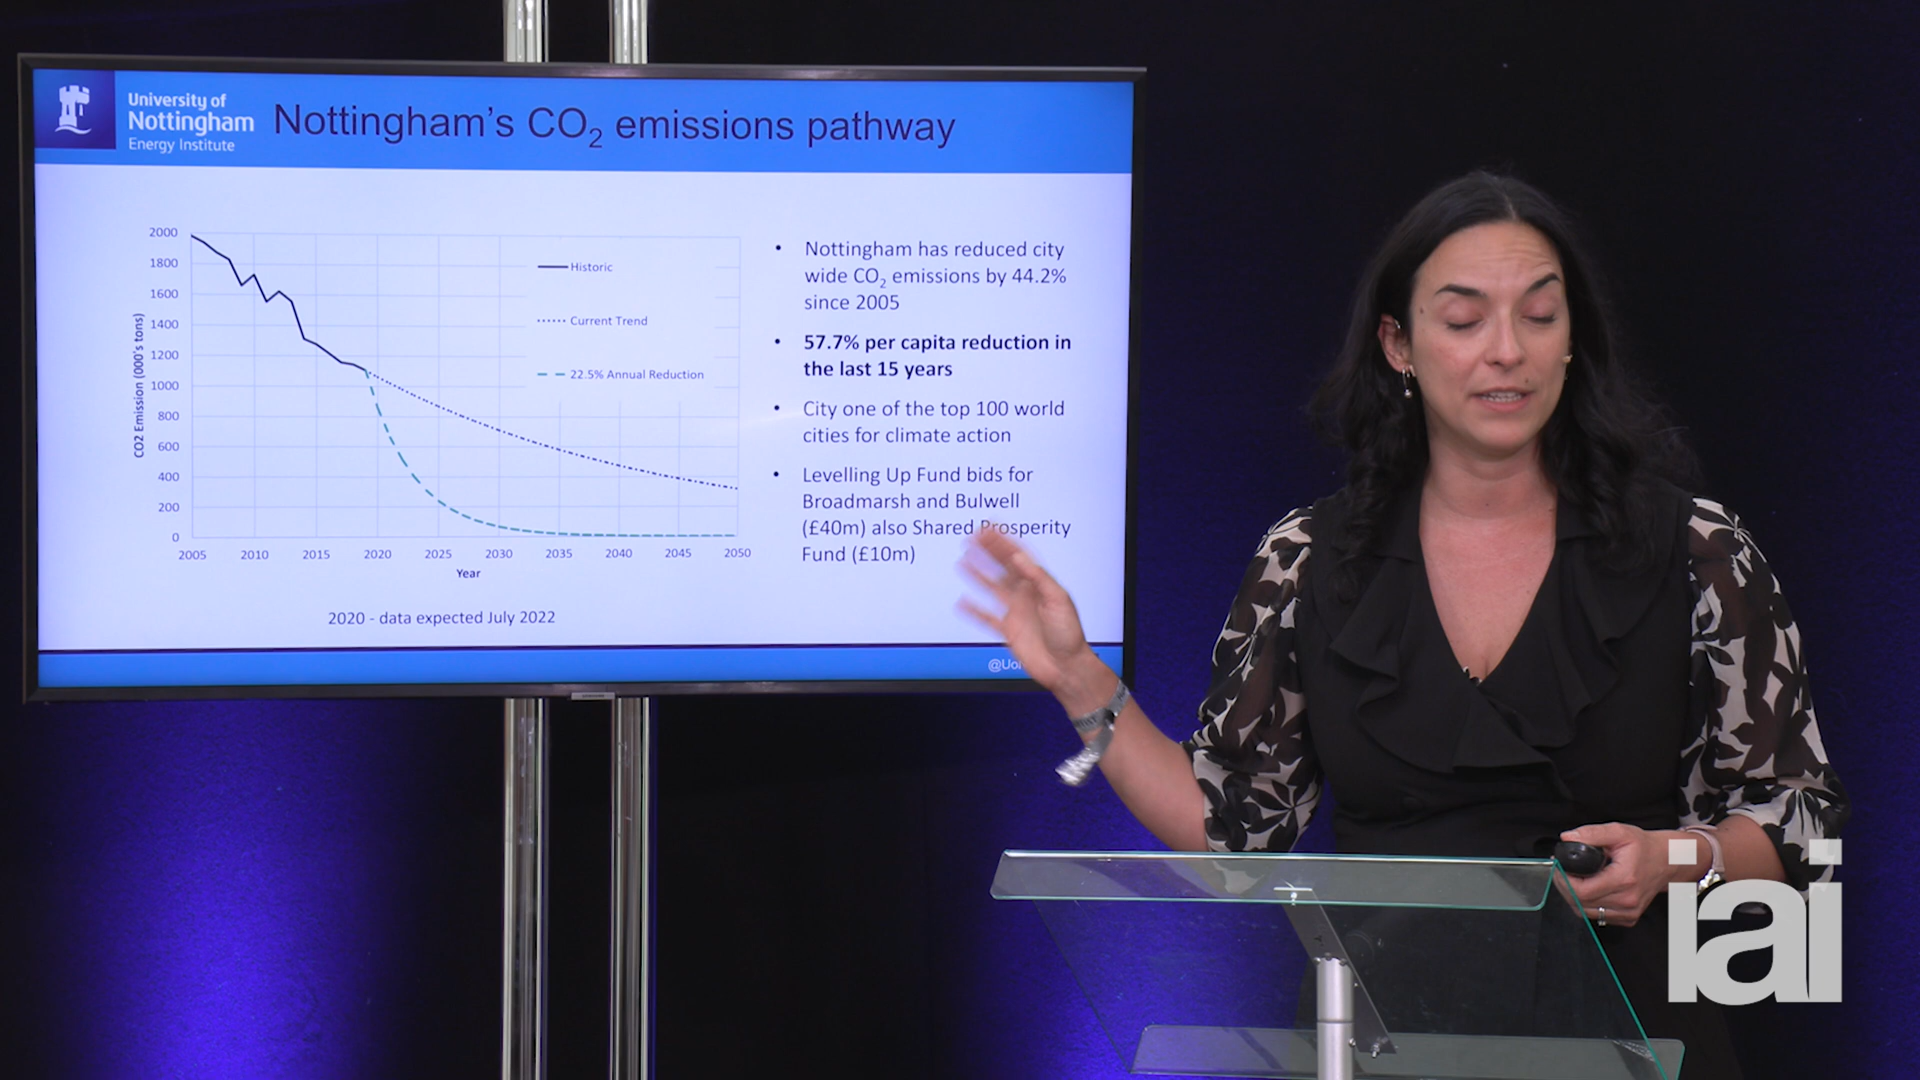 University of
Nottingham
Energy Institute
Nottingham's CO₂ emissions pathway
2000
1800
1600
1400
1200
1000
800
600
400
200
0
CO2 Emission (000's tons)
2005 2010 2015 2020 2025 2030 2035 2040 2045 2050
Year
Historic
Current Trend
22.5% Annual Reduction
2020 - data expected July 2022
• Nottingham has reduced city
wide CO₂ emissions by 44.2%
since 2005
• 57.7% per capita reduction in
the last 15 years
• City one of the top 100 world
cities for climate action
• Levelling Up Fund bids for
Broadmarsh and Bulwell
(£40m) also Shared Prosperity
Fund (£10m)
iai